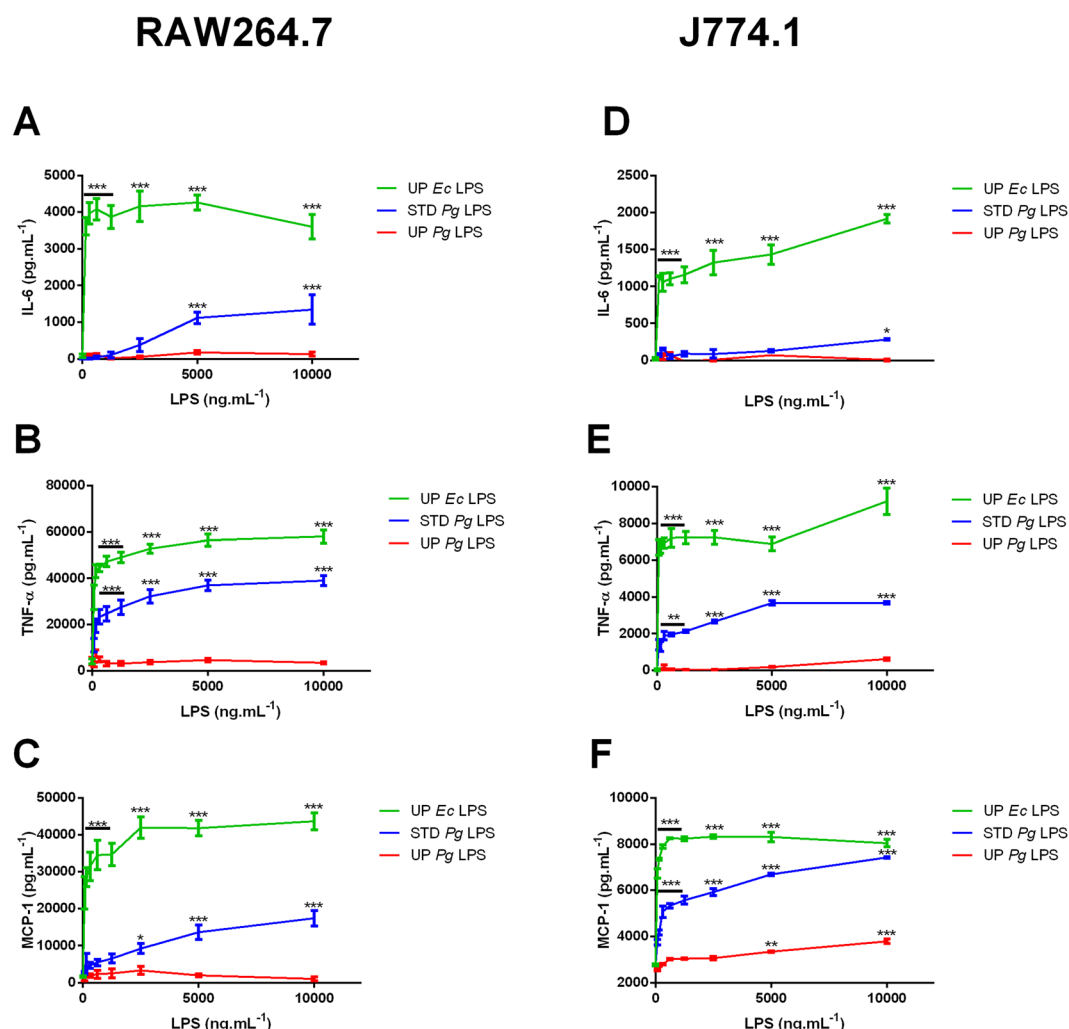 RAW264.7
J774.1
A
IL-6 (pg.mL-1)
5000
4000
3000
2000
1000
0
***
***
***
***
***
***
0
5000
10000
LPS (ng.mL-1)
UP Ec LPS
STD Pg LPS
UP Pg LPS
D
IL-6 (pg.mL-1)
2500
2000
1500
1000
500
0
***
***
***
***
*
0
5000
10000
LPS (ng.mL-1)
UP Ec LPS
STD Pg LPS
UP Pg LPS
B
TNF-α (pg.mL-1)
80000
60000
40000
20000
0
***
***
***
***
***
***
***
***
0
5000
10000
LPS (ng.mL-1)
UP Ec LPS
STD Pg LPS
UP Pg LPS
E
TNF-α (pg.mL-1)
10000
8000
6000
4000
2000
0
***
***
***
***
**
***
***
***
0
5000
10000
LPS (ng.mL-1)
UP Ec LPS
STD Pg LPS
UP Pg LPS
C
MCP-1 (pg.mL-1)
50000
40000
30000
20000
10000
0
***
***
***
***
*
***
***
0
5000
10000
LPS (ng.mL-1)
UP Ec LPS
STD Pg LPS
UP Pg LPS
F
MCP-1 (pg.mL-1)
10000
8000
6000
4000
2000
***
***
***
***
***
***
***
***
**
***
0
5000
10000
LPS (ng.mL-1)
UP Ec LPS
STD Pg LPS
UP Pg LPS